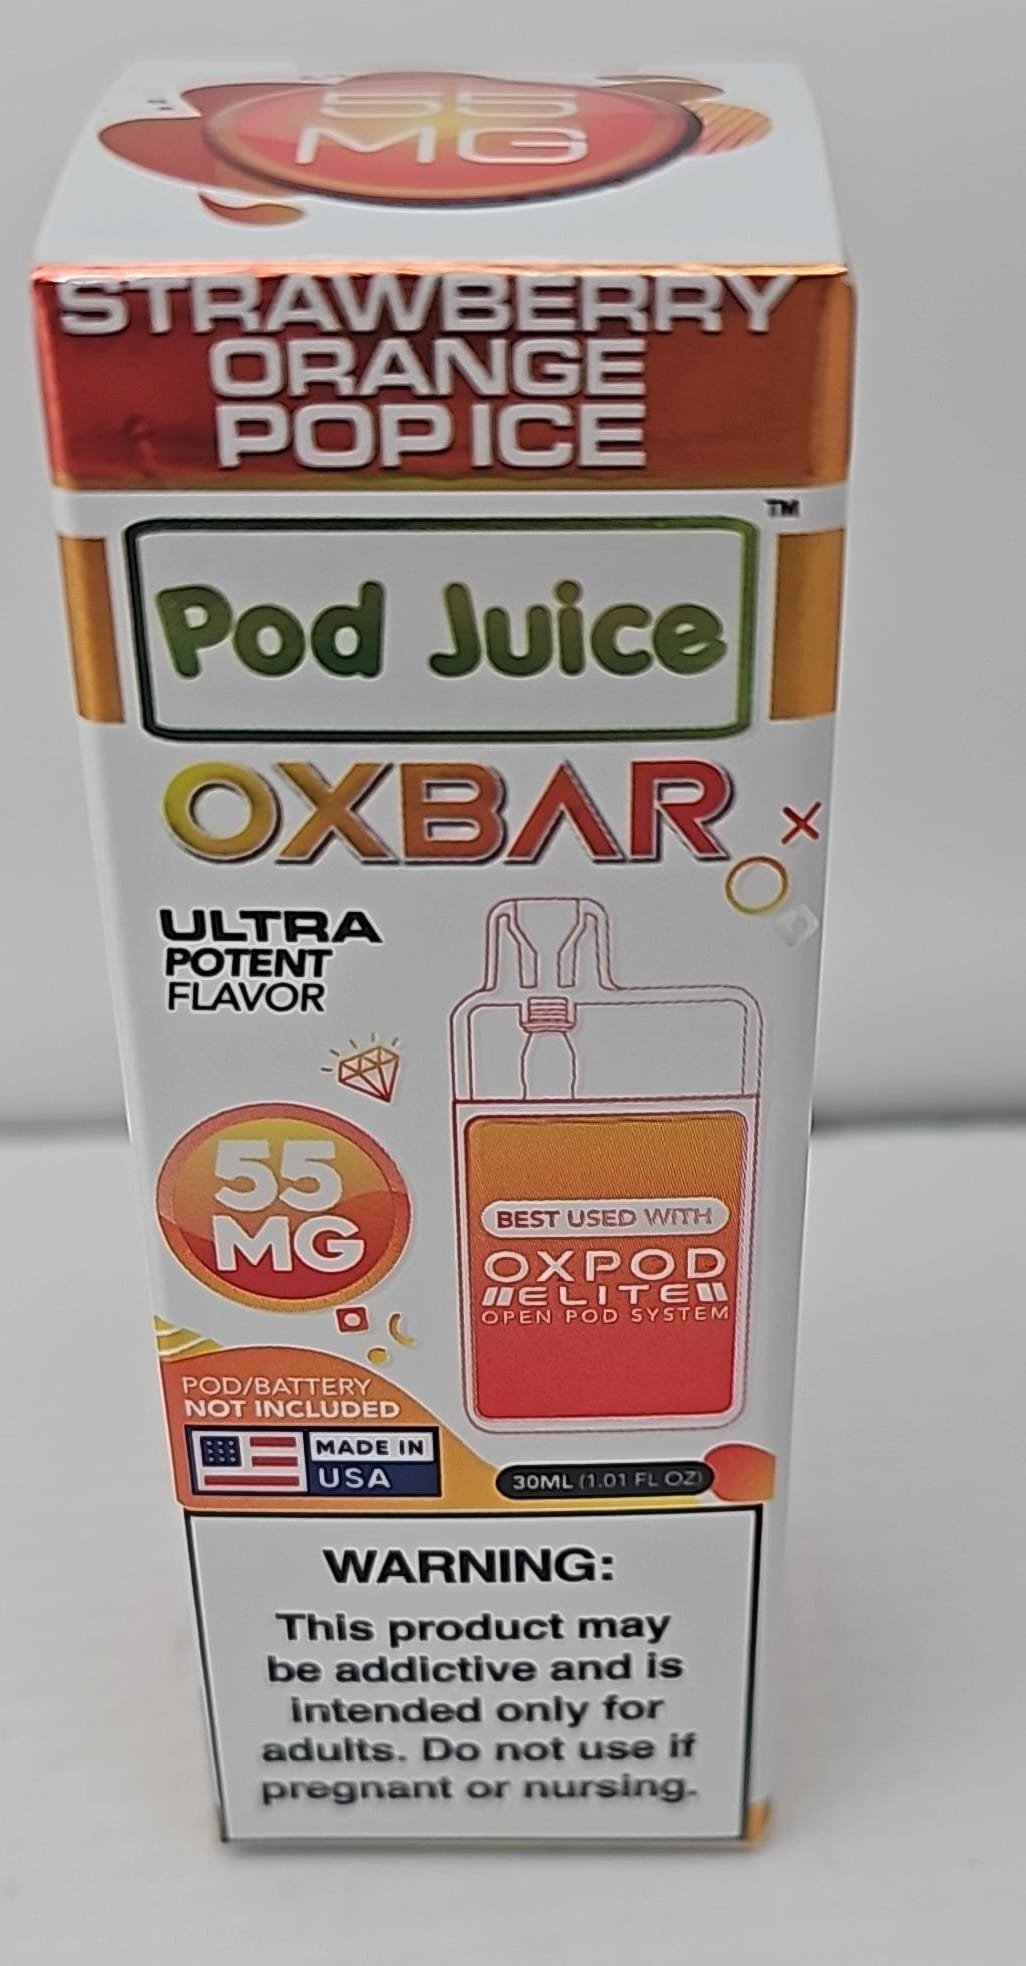 55
MG
STRAWBERRY
ORANGE
POP ICE
TM
Pod Juice
OXBAR
ULTRA
POTENT
FLAVOR
55
MG
BEST USED WITH
OXPOD
ELITE
OPEN POD SYSTEM
POD/BATTERY
NOT INCLUDED
MADE IN
USA
30ML (1.01 FL OZ)
WARNING:
This product may
be addictive and is
intended only for
adults. Do not use if
pregnant or nursing.